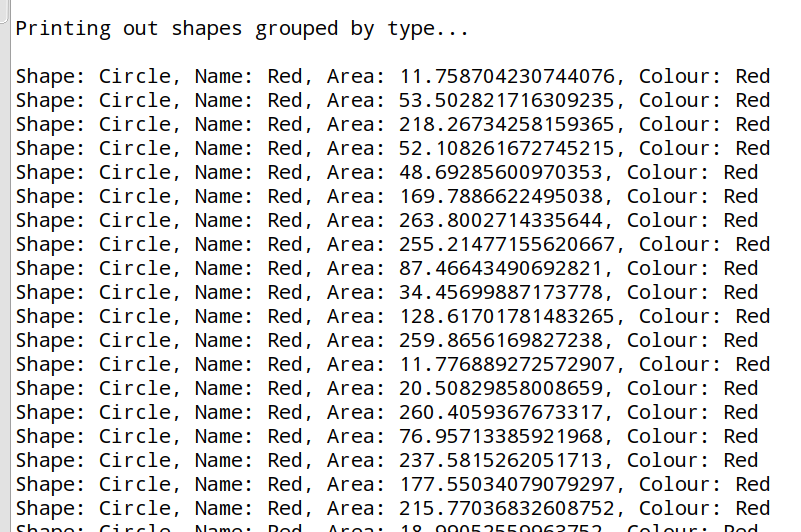 Printing out shapes grouped by type...
Shape: Circle, Name: Red, Area: 11.758704230744076, Colour: Red
Shape: Circle, Name: Red, Area: 53.502821716309235, Colour: Red
Shape: Circle, Name: Red, Area: 218.26734258159365, Colour: Red
Shape: Circle, Name: Red, Area: 52.108261672745215, Colour: Red
Shape: Circle, Name: Red, Area: 48.69285600970353, Colour: Red
Shape: Circle, Name: Red, Area: 169.7886622495038, Colour: Red
Shape: Circle, Name: Red, Area: 263.8002714335644, Colour: Red
Shape: Circle, Name: Red, Area: 255.21477155620667, Colour: Red
Shape: Circle, Name: Red, Area: 87.46643490692821, Colour: Red
Shape: Circle, Name: Red, Area: 34.45699887173778, Colour: Red
Shape: Circle, Name: Red, Area: 128.61701781483265, Colour: Red
Shape: Circle, Name: Red, Area: 259.8656169827238, Colour: Red
Shape: Circle, Name: Red, Area: 11.776889272572907, Colour: Red
Shape: Circle, Name: Red, Area: 20.50829858008659, Colour: Red
Shape: Circle, Name: Red, Area: 260.4059367673317, Colour: Red
Shape: Circle, Name: Red, Area: 76.95713385921968, Colour: Red
Shape: Circle, Name: Red, Area: 237.5815262051713, Colour: Red
Shape: Circle, Name: Red, Area: 177.55034079079297, Colour: Red
Shape: Circle, Name: Red, Area: 215.77036832608752, Colour: Red
Shape: Circle, Name: Red, Area: Colour: Red